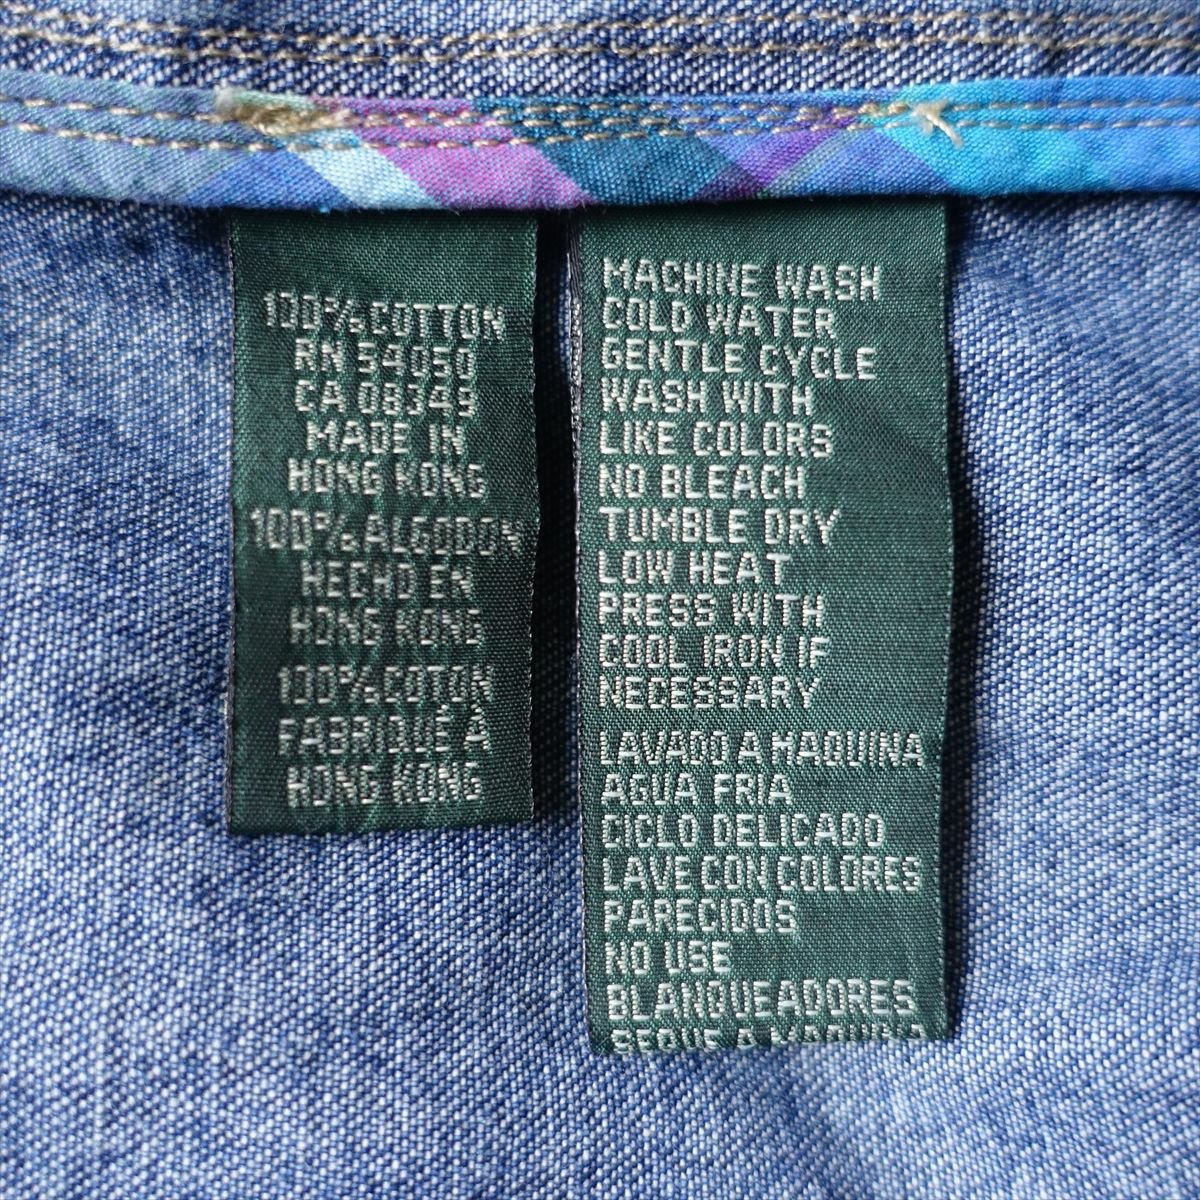 100% COTTON
RN 54050
CA 08349
MADE IN
HONG KONG
100% ALGODON
HECHO EN
HONG KONG
100% COTON
FABRIQUÉ À
HONG KONG
MACHINE WASH
COLD WATER
GENTLE CYCLE
WASH WITH
LIKE COLORS
NO BLEACH
TUMBLE DRY
LOW HEAT
PRESS WITH
COOL IRON IF
NECESSARY
LAVADO A MAQUINA
AGUA FRIA
CICLO DELICADO
LAVE CON COLORES
PARECIDOS
NO USE
BLANQUEADORES
SEQUE A MAQUINA